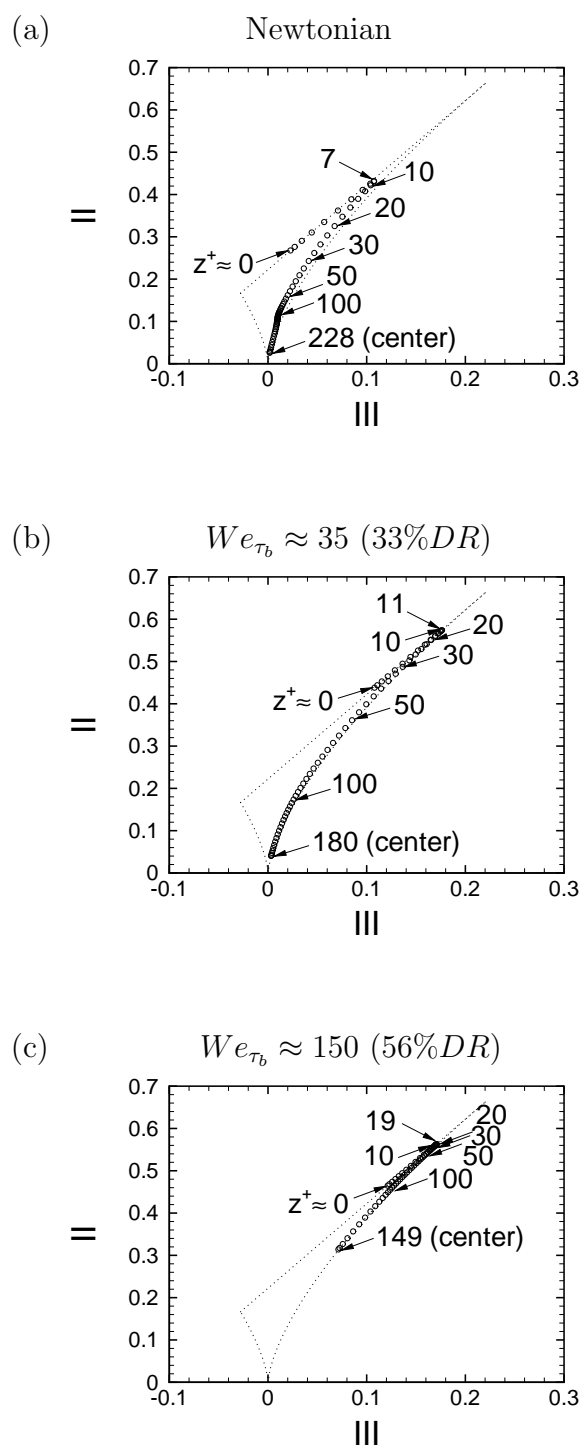 (a) Newtonian
0.7
0.6
0.5
0.4
0.3
0.2
0.1
0
II
7
10
20
z⁺≈ 0
30
50
100
228 (center)
-0.1 0 0.1 0.2 0.3
III
(b) We_{τ_b} ≈ 35 (33%DR)
0.7
0.6
0.5
0.4
0.3
0.2
0.1
0
II
11
10
20
30
z⁺≈ 0
50
100
180 (center)
-0.1 0 0.1 0.2 0.3
III
(c) We_{τ_b} ≈ 150 (56%DR)
0.7
0.6
0.5
0.4
0.3
0.2
0.1
0
II
19
20
10
30
50
z⁺≈ 0
100
149 (center)
-0.1 0 0.1 0.2 0.3
III